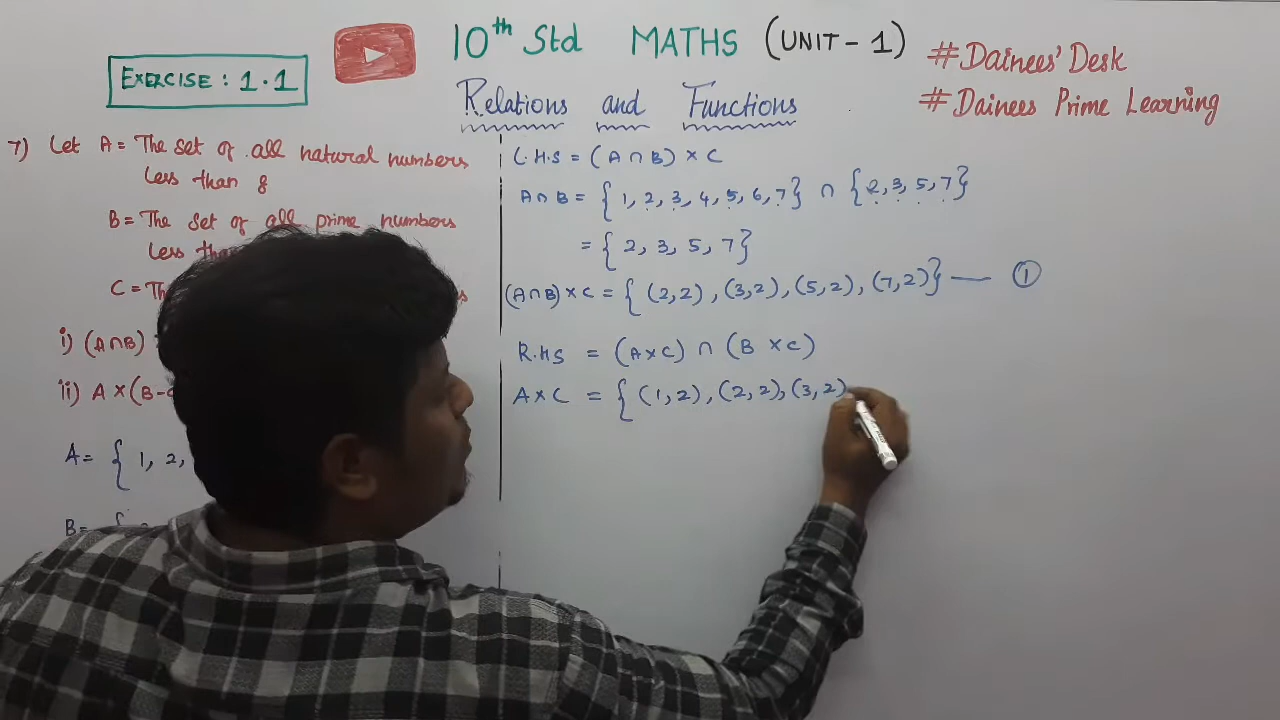 10th Std MATHS (UNIT - 1)
EXERCISE : 1.1
Relations and Functions
#Dainees' Desk
#Dainees Prime Learning
7) Let A = The set of all natural numbers
less than 8
B = The set of all prime numbers
less
C =
i) (A∩B)
ii) A × (B-
A = { 1, 2,
B = {
L.H.S = (A ∩ B) × C
A∩B = { 1, 2, 3, 4, 5, 6, 7 } ∩ { 2, 3, 5, 7 }
= { 2, 3, 5, 7 }
(A∩B) × C = { (2,2) , (3,2), (5,2), (7,2) } — ①
R.H.S = (A×C) ∩ (B × C)
A×C = { (1,2), (2,2), (3,2)